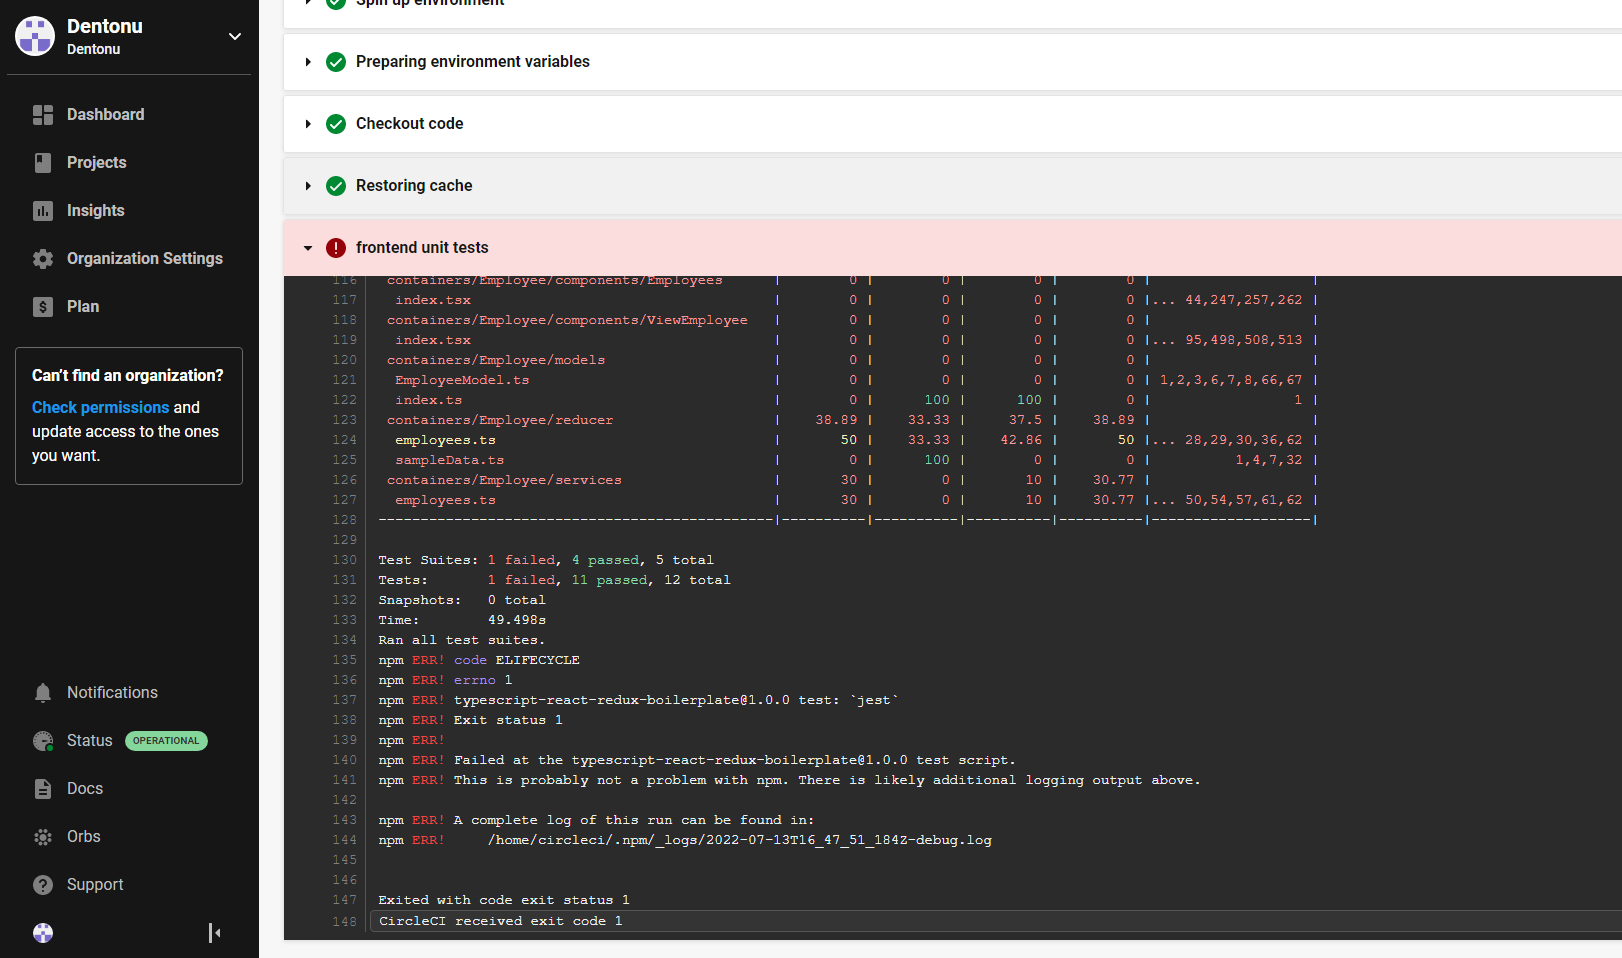 Dentonu
Dentonu
Dashboard
Projects
Insights
Organization Settings
Plan
Can't find an organization?
Check permissions and
update access to the ones
you want.
Notifications
Status OPERATIONAL
Docs
Orbs
Support
Spin up environment
Preparing environment variables
Checkout code
Restoring cache
frontend unit tests
116 containers/Employee/components/Employees | 0 | 0 | 0 | 0 | |
117 index.tsx | 0 | 0 | 0 | 0 |... 44,247,257,262 |
118 containers/Employee/components/ViewEmployee | 0 | 0 | 0 | 0 | |
119 index.tsx | 0 | 0 | 0 | 0 |... 95,498,508,513 |
120 containers/Employee/models | 0 | 0 | 0 | 0 | |
121 EmployeeModel.ts | 0 | 0 | 0 | 0 | 1,2,3,6,7,8,66,67 |
122 index.ts | 0 | 100 | 100 | 0 | 1 |
123 containers/Employee/reducer | 38.89 | 33.33 | 37.5 | 38.89 | |
124 employees.ts | 50 | 33.33 | 42.86 | 50 |... 28,29,30,36,62 |
125 sampleData.ts | 0 | 100 | 0 | 0 | 1,4,7,32 |
126 containers/Employee/services | 30 | 0 | 10 | 30.77 | |
127 employees.ts | 30 | 0 | 10 | 30.77 |... 50,54,57,61,62 |
128 -----------------------------------------------|----------|----------|----------|----------|-------------------|
129
130 Test Suites: 1 failed, 4 passed, 5 total
131 Tests: 1 failed, 11 passed, 12 total
132 Snapshots: 0 total
133 Time: 49.498s
134 Ran all test suites.
135 npm ERR! code ELIFECYCLE
136 npm ERR! errno 1
137 npm ERR! typescript-react-redux-boilerplate@1.0.0 test: `jest`
138 npm ERR! Exit status 1
139 npm ERR!
140 npm ERR! Failed at the typescript-react-redux-boilerplate@1.0.0 test script.
141 npm ERR! This is probably not a problem with npm. There is likely additional logging output above.
142
143 npm ERR! A complete log of this run can be found in:
144 npm ERR! /home/circleci/.npm/_logs/2022-07-13T16_47_51_184Z-debug.log
145
146
147 Exited with code exit status 1
148 CircleCI received exit code 1